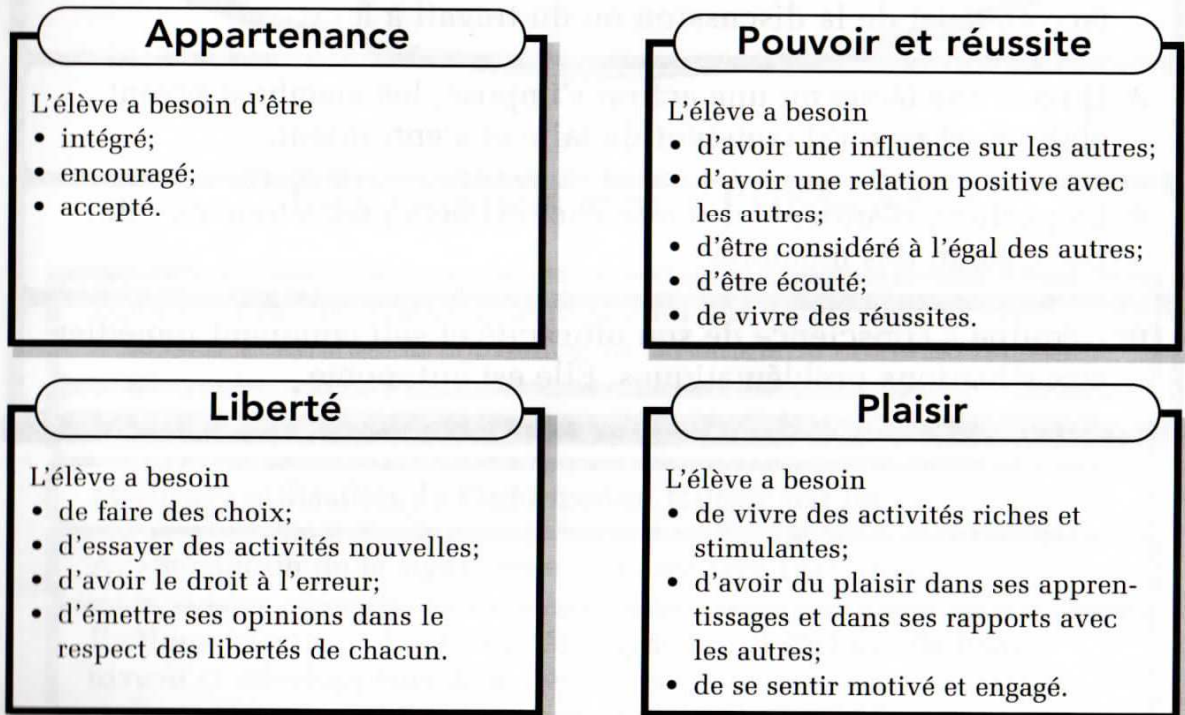 Appartenance
L'élève a besoin d'être
• intégré;
• encouragé;
• accepté.
Pouvoir et réussite
L'élève a besoin
• d'avoir une influence sur les autres;
• d'avoir une relation positive avec
les autres;
• d'être considéré à l'égal des autres;
• d'être écouté;
• de vivre des réussites.
Liberté
L'élève a besoin
• de faire des choix;
• d'essayer des activités nouvelles;
• d'avoir le droit à l'erreur;
• d'émettre ses opinions dans le
respect des libertés de chacun.
Plaisir
L'élève a besoin
• de vivre des activités riches et
stimulantes;
• d'avoir du plaisir dans ses appren-
tissages et dans ses rapports avec
les autres;
• de se sentir motivé et engagé.